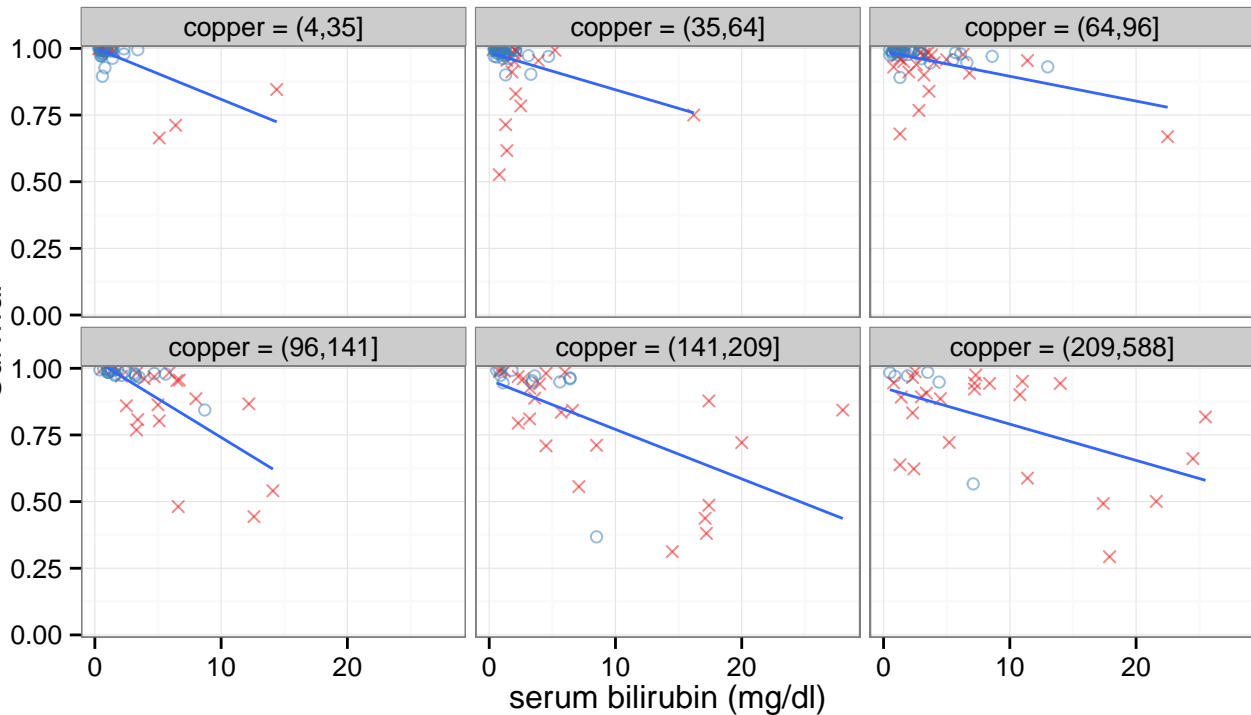 copper = (4,35]
copper = (35,64]
copper = (64,96]
1.00
0.75
0.50
0.25
0.00
copper = (96,141]
copper = (141,209]
copper = (209,588]
1.00
0.75
0.50
0.25
0.00
0 10 20 0 10 20 0 10 20
serum bilirubin (mg/dl)